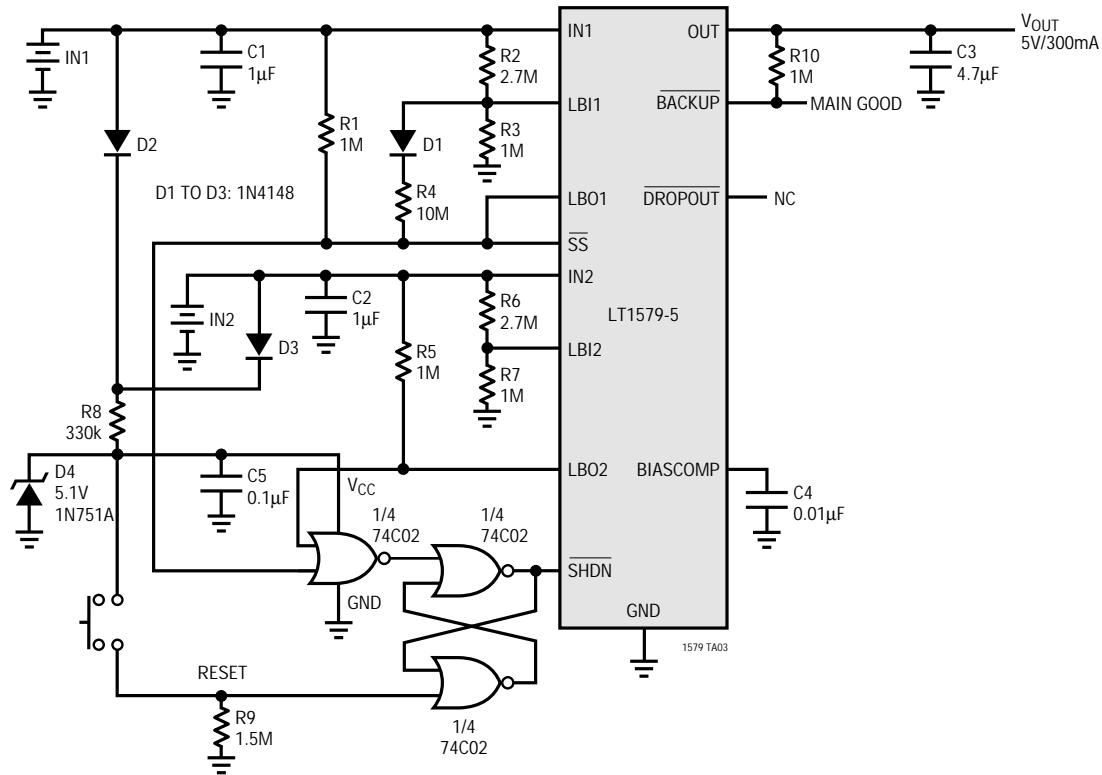 IN1
C1
1µF
R1
1M
R2
2.7M
D1
R3
1M
R4
10M
D2
D1 TO D3: 1N4148
IN2
C2
1µF
D3
R5
1M
R6
2.7M
R7
1M
R8
330k
D4
5.1V
1N751A
C5
0.1µF
VCC
1/4
74C02
GND
1/4
74C02
RESET
R9
1.5M
1/4
74C02
IN1
LBI1
LBO1
SS
IN2
LBI2
LBO2
SHDN
LT1579-5
OUT
BACKUP
DROPOUT
BIASCOMP
GND
R10
1M
MAIN GOOD
NC
C3
4.7µF
VOUT
5V/300mA
C4
0.01µF
1579 TA03